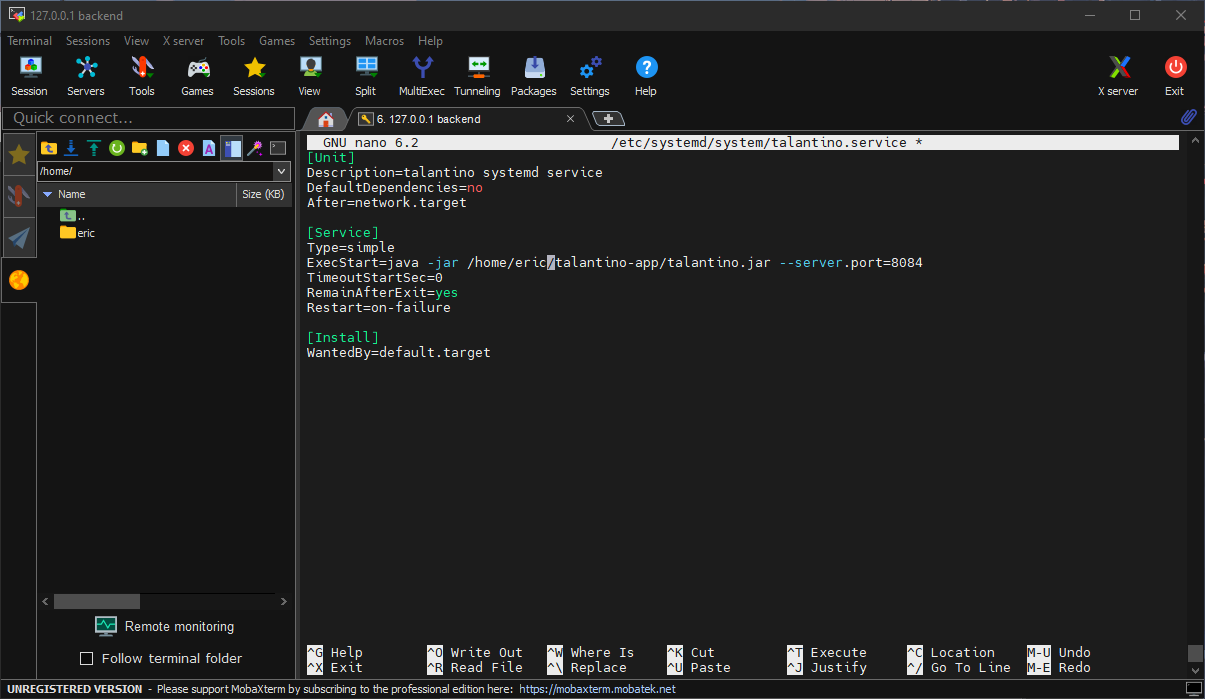 127.0.0.1 backend
Terminal Sessions View X server Tools Games Settings Macros Help
Session Servers Tools Games Sessions View Split MultiExec Tunneling Packages Settings Help X server Exit
Quick connect...
6. 127.0.0.1 backend
/home/
Name Size (KB)
..
eric
GNU nano 6.2 /etc/systemd/system/talantino.service *
[Unit]
Description=talantino systemd service
DefaultDependencies=no
After=network.target
[Service]
Type=simple
ExecStart=java -jar /home/eric/talantino-app/talantino.jar --server.port=8084
TimeoutStartSec=0
RemainAfterExit=yes
Restart=on-failure
[Install]
WantedBy=default.target
Remote monitoring
Follow terminal folder
^G Help ^O Write Out ^W Where Is ^K Cut ^T Execute ^C Location M-U Undo
^X Exit ^R Read File ^\ Replace ^U Paste ^J Justify ^/ Go To Line M-E Redo
UNREGISTERED VERSION - Please support MobaXterm by subscribing to the professional edition here: https://mobaxterm.mobatek.net